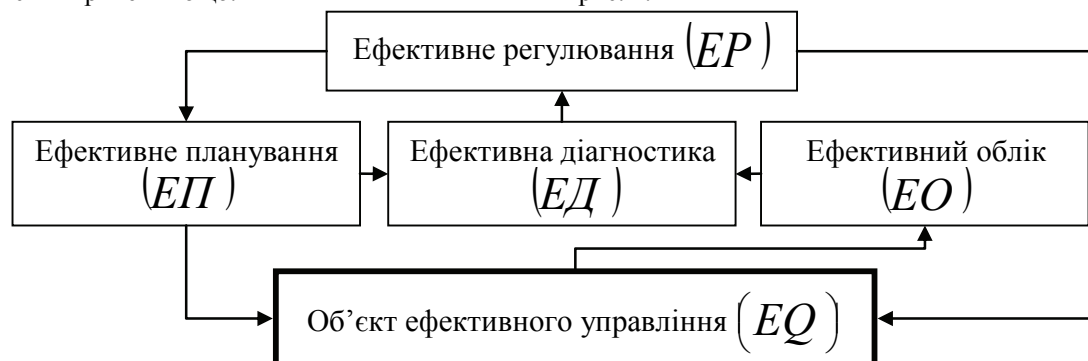 Ефективне регулювання (ЕР)
Ефективне планування
(ЕП)
Ефективна діагностика
(ЕД)
Ефективний облік
(ЕО)
Об’єкт ефективного управління (EQ)